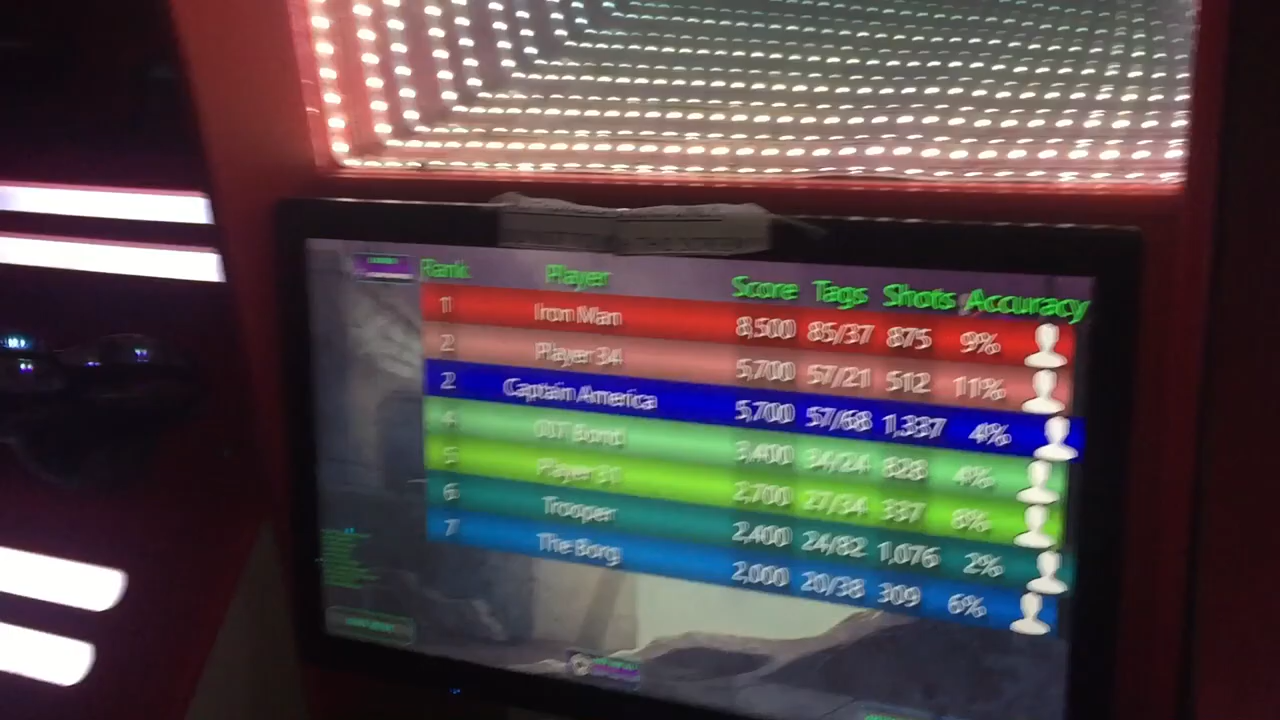 Rank Player Score Tags Shots Accuracy
1 Iron Man 8,500 85/37 875 9%
2 Player 34 5,700 57/21 512 11%
2 Captain America 5,700 57/68 1,337 4%
4 3,400 34/24 828 4%
5 Player 31 2,700 27/34 337 8%
6 Trooper 2,400 24/82 1,076 2%
7 The Borg 2,000 20/38 309 6%